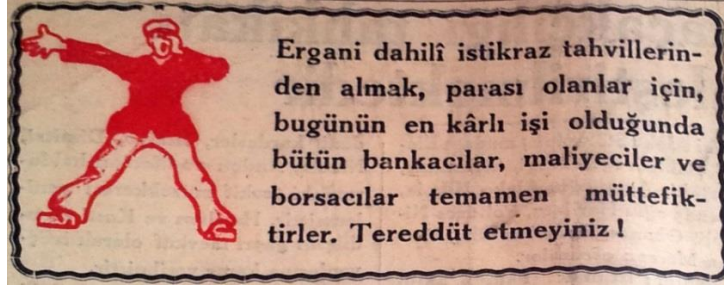 Ergani dahilî istikraz tahvillerin-
den almak, parası olanlar için,
bugünün en kârlı işi olduğunda
bütün bankacılar, maliyeciler ve
borsacılar temamen müttefik-
tirler. Tereddüt etmeyiniz !